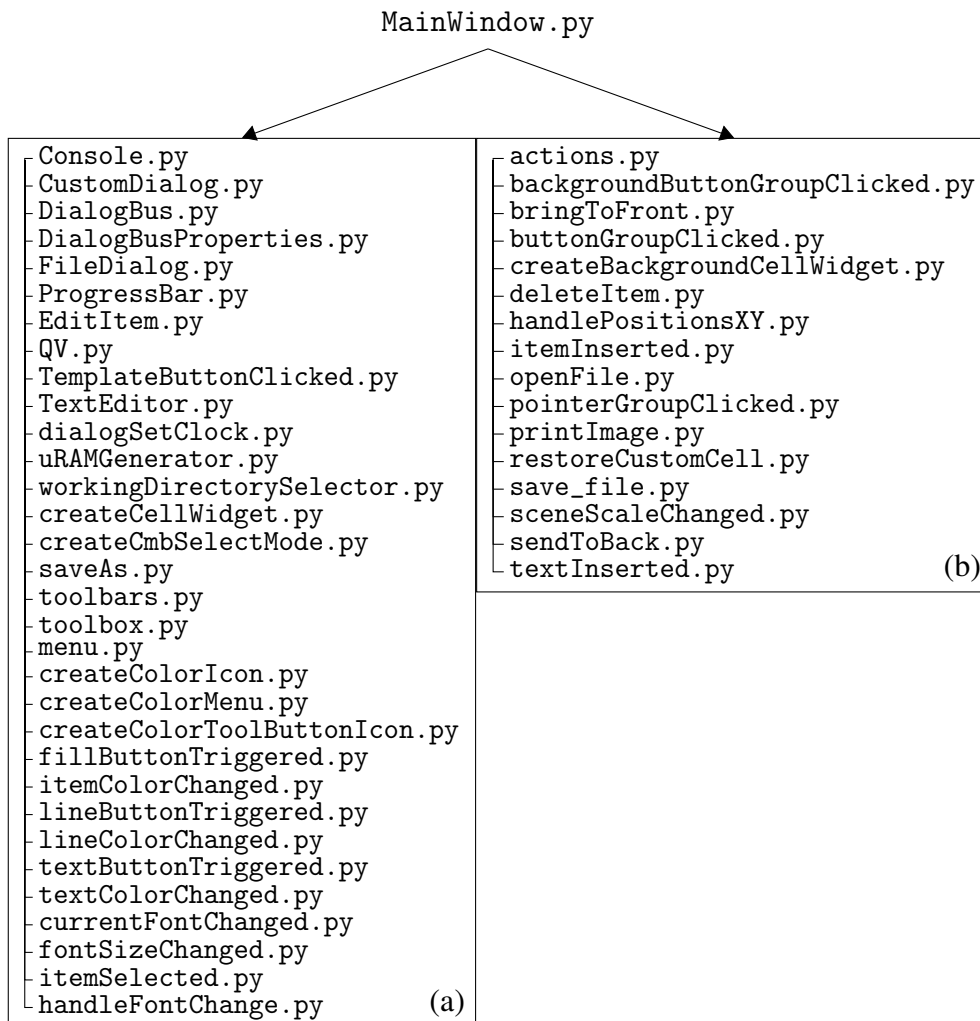 MainWindow.py
Console.py
CustomDialog.py
DialogBus.py
DialogBusProperties.py
FileDialog.py
ProgressBar.py
EditItem.py
QV.py
TemplateButtonClicked.py
TextEditor.py
dialogSetClock.py
uRAMGenerator.py
workingDirectorySelector.py
createCellWidget.py
createCmbSelectMode.py
saveAs.py
toolbars.py
toolbox.py
menu.py
createColorIcon.py
createColorMenu.py
createColorToolButtonIcon.py
fillButtonTriggered.py
itemColorChanged.py
lineButtonTriggered.py
lineColorChanged.py
textButtonTriggered.py
textColorChanged.py
currentFontChanged.py
fontSizeChanged.py
itemSelected.py
handleFontChange.py
(a)
actions.py
backgroundButtonGroupClicked.py
bringToFront.py
buttonGroupClicked.py
createBackgroundCellWidget.py
deleteItem.py
handlePositionsXY.py
itemInserted.py
openFile.py
pointerGroupClicked.py
printImage.py
restoreCustomCell.py
save_file.py
sceneScaleChanged.py
sendToBack.py
textInserted.py
(b)